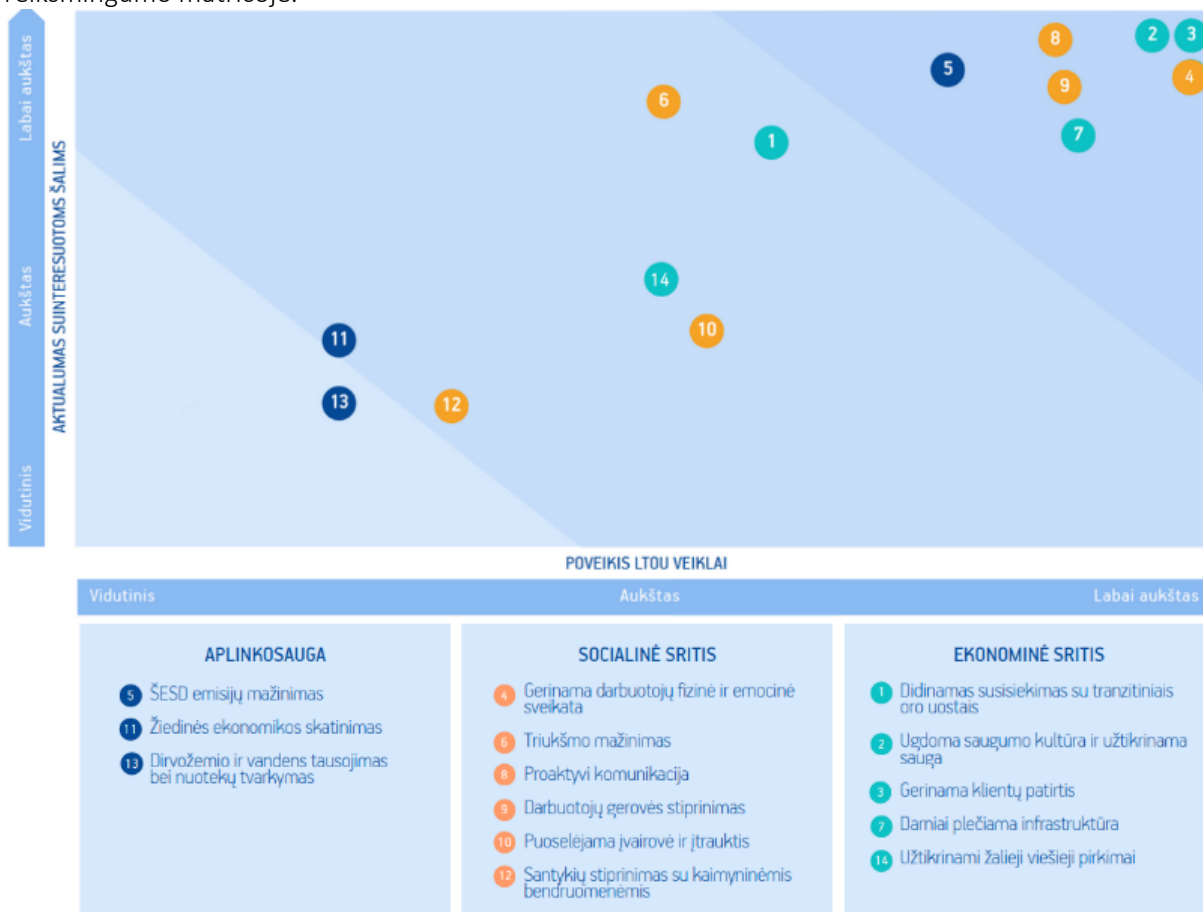 reikšmingumo matricoje.
Labai aukštas
Aukštas
Vidutinis
AKTUALUMAS SUINTERESUOTOMS ŠALIMS
2
3
8
5
4
9
6
7
1
14
10
11
13
12
POVEIKIS LTOU VEIKLAI
Vidutinis
Aukštas
Labai aukštas
APLINKOSAUGA
5 ŠESD emisijų mažinimas
11 Žiedinės ekonomikos skatinimas
13 Dirvožemio ir vandens tausojimas
bei nuotekų tvarkymas
SOCIALINĖ SRITIS
4 Gerinama darbuotojų fizinė ir emocinė
sveikata
6 Triukšmo mažinimas
8 Proaktyvi komunikacija
9 Darbuotojų gerovės stiprinimas
10 Puoselėjama įvairovė ir įtrauktis
12 Santykių stiprinimas su kaimyninėmis
bendruomenėmis
EKONOMINĖ SRITIS
1 Didinamas susisiekimas su tranzitiniais
oro uostais
2 Ugdoma saugumo kultūra ir užtikrinama
sauga
3 Gerinama klientų patirtis
7 Darniai plečiama infrastruktūra
14 Užtikrinami žalieji viešieji pirkimai